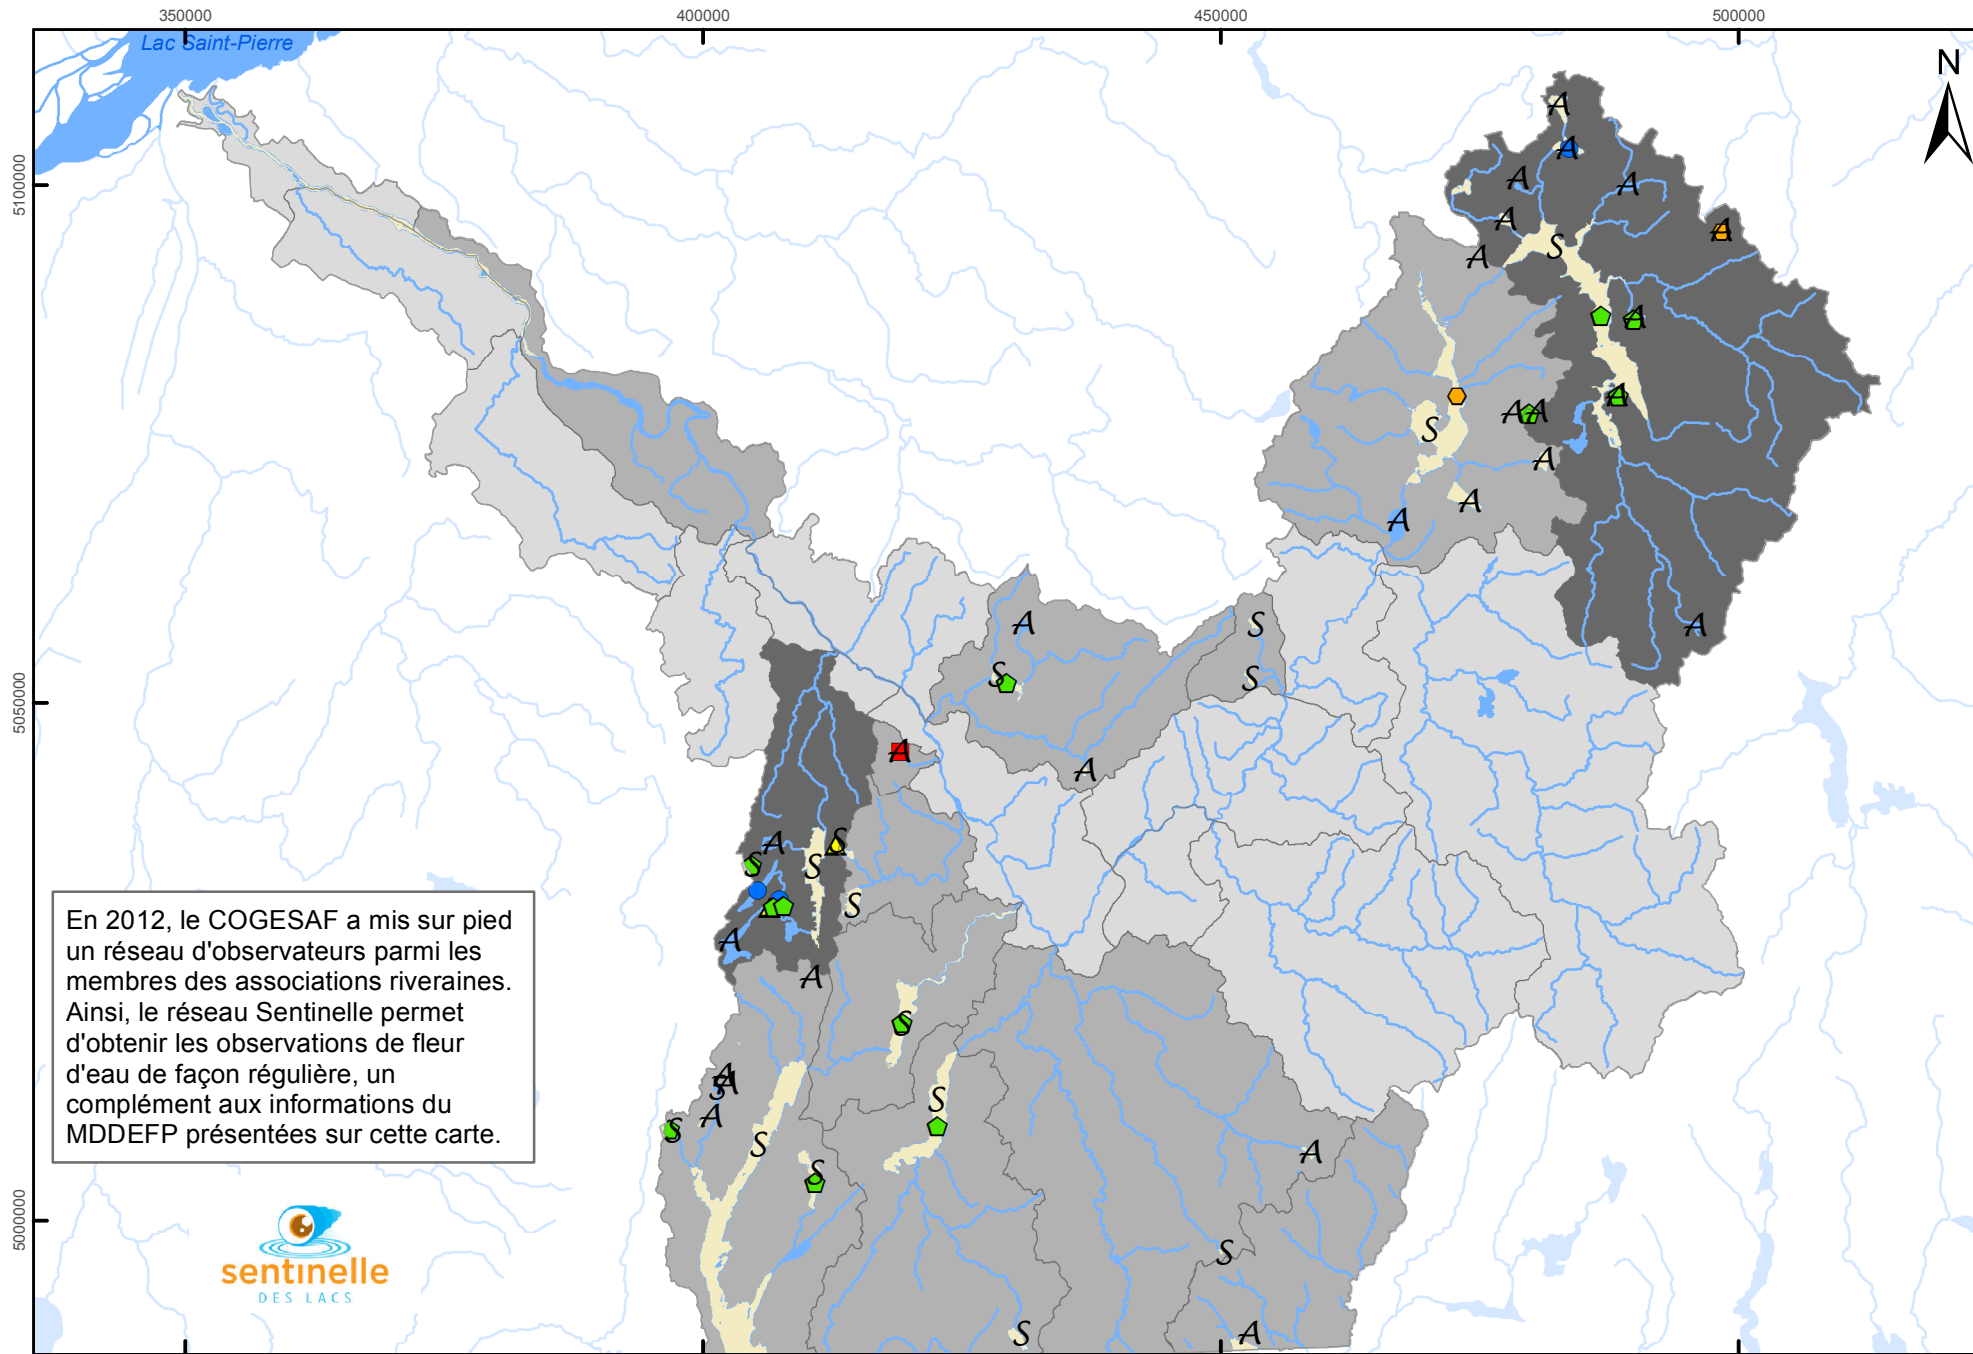 350000 400000 450000 500000
Lac Saint-Pierre
N
5100000
5050000
5000000
A
A
A
A
A
A
S
A
A
A
A A
S
A
A
A
A
A
S
S
S
A
A
A
S
A
S
S
S
A
A
S
A
A
S
A
S
S
S
S
A
S
S
A
En 2012, le COGESAF a mis sur pied
un réseau d'observateurs parmi les
membres des associations riveraines.
Ainsi, le réseau Sentinelle permet
d'obtenir les observations de fleur
d'eau de façon régulière, un
complément aux informations du
MDDEFP présentées sur cette carte.
sentinelle
DES LACS